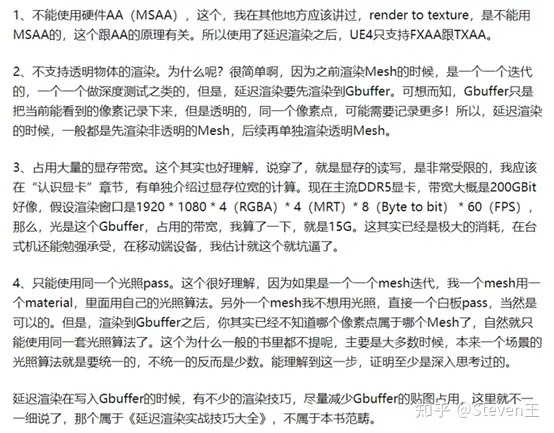 1、不能使用硬件AA（MSAA），这个，我在其他地方应该讲过，render to texture，是不能用
MSAA的，这个跟AA的原理有关。所以使用了延迟渲染之后，UE4只支持FXAA跟TXAA。
2、不支持透明物体的渲染。为什么呢？很简单啊，因为之前渲染Mesh的时候，是一个一个迭代
的，一个一个做深度测试之类的，但是，延迟渲染要先渲染到Gbuffer。可想而知，Gbuffer只是
把当前能看到的像素记录下来，但是透明的，同一个像素点，可能需要记录更多！所以，延迟渲染
的时候，一般都是先渲染非透明的Mesh，后续再单独渲染透明Mesh。
3、占用大量的显存带宽。这个其实也好理解，说穿了，就是显存的读写，是非常受限的，我应该
在“认识显卡”章节，有单独介绍过显存位宽的计算。现在主流DDR5显卡，带宽大概是200GBit
好像，假设渲染窗口是1920 * 1080 * 4（RGBA）* 4（MRT）* 8（Byte to bit） * 60（FPS），
那么，光是这个Gbuffer，占用的带宽，我算了一下，就是15G。这其实已经是极大的消耗，在台
式机还能勉强承受，在移动端设备，我估计就这个就坑逼了。
4、只能使用同一个光照pass。这个很好理解，因为如果是一个一个mesh迭代，我一个mesh用一
个material，里面用自己的光照算法。另外一个mesh我不想用光照，直接一个白板pass，当然是
可以的。但是，渲染到Gbuffer之后，你其实已经不知道哪个像素点属于哪个Mesh了，自然就只
能使用同一套光照算法了。这个为什么一般的书里都不提呢，主要是大多数时候，本来一个场景的
光照算法就是要统一的，不统一的反而是少数。能理解到这一步，证明至少是深入思考过的。
延迟渲染在写入Gbuffer的时候，有不少的渲染技巧，尽量减少Gbuffer的贴图占用，这里就不一
一细说了，那个属于《延迟渲染实战技巧大全》，不属于本书范畴。
知乎 @Steven王